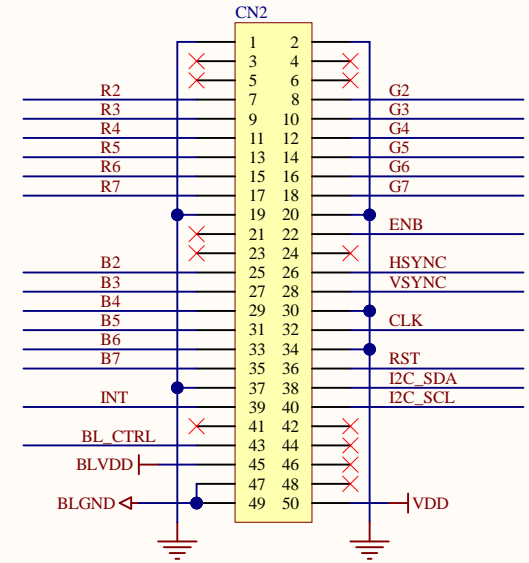 CN2
1 2
3 4
5 6
R2 7 8 G2
R3 9 10 G3
R4 11 12 G4
R5 13 14 G5
R6 15 16 G6
R7 17 18 G7
19 20
21 22 ENB
23 24
B2 25 26 HSYNC
B3 27 28 VSYNC
B4 29 30
B5 31 32 CLK
B6 33 34
B7 35 36 RST
37 38 I2C_SDA
INT 39 40 I2C_SCL
41 42
BL_CTRL 43 44
BLVDD 45 46
47 48
BLGND 49 50 VDD